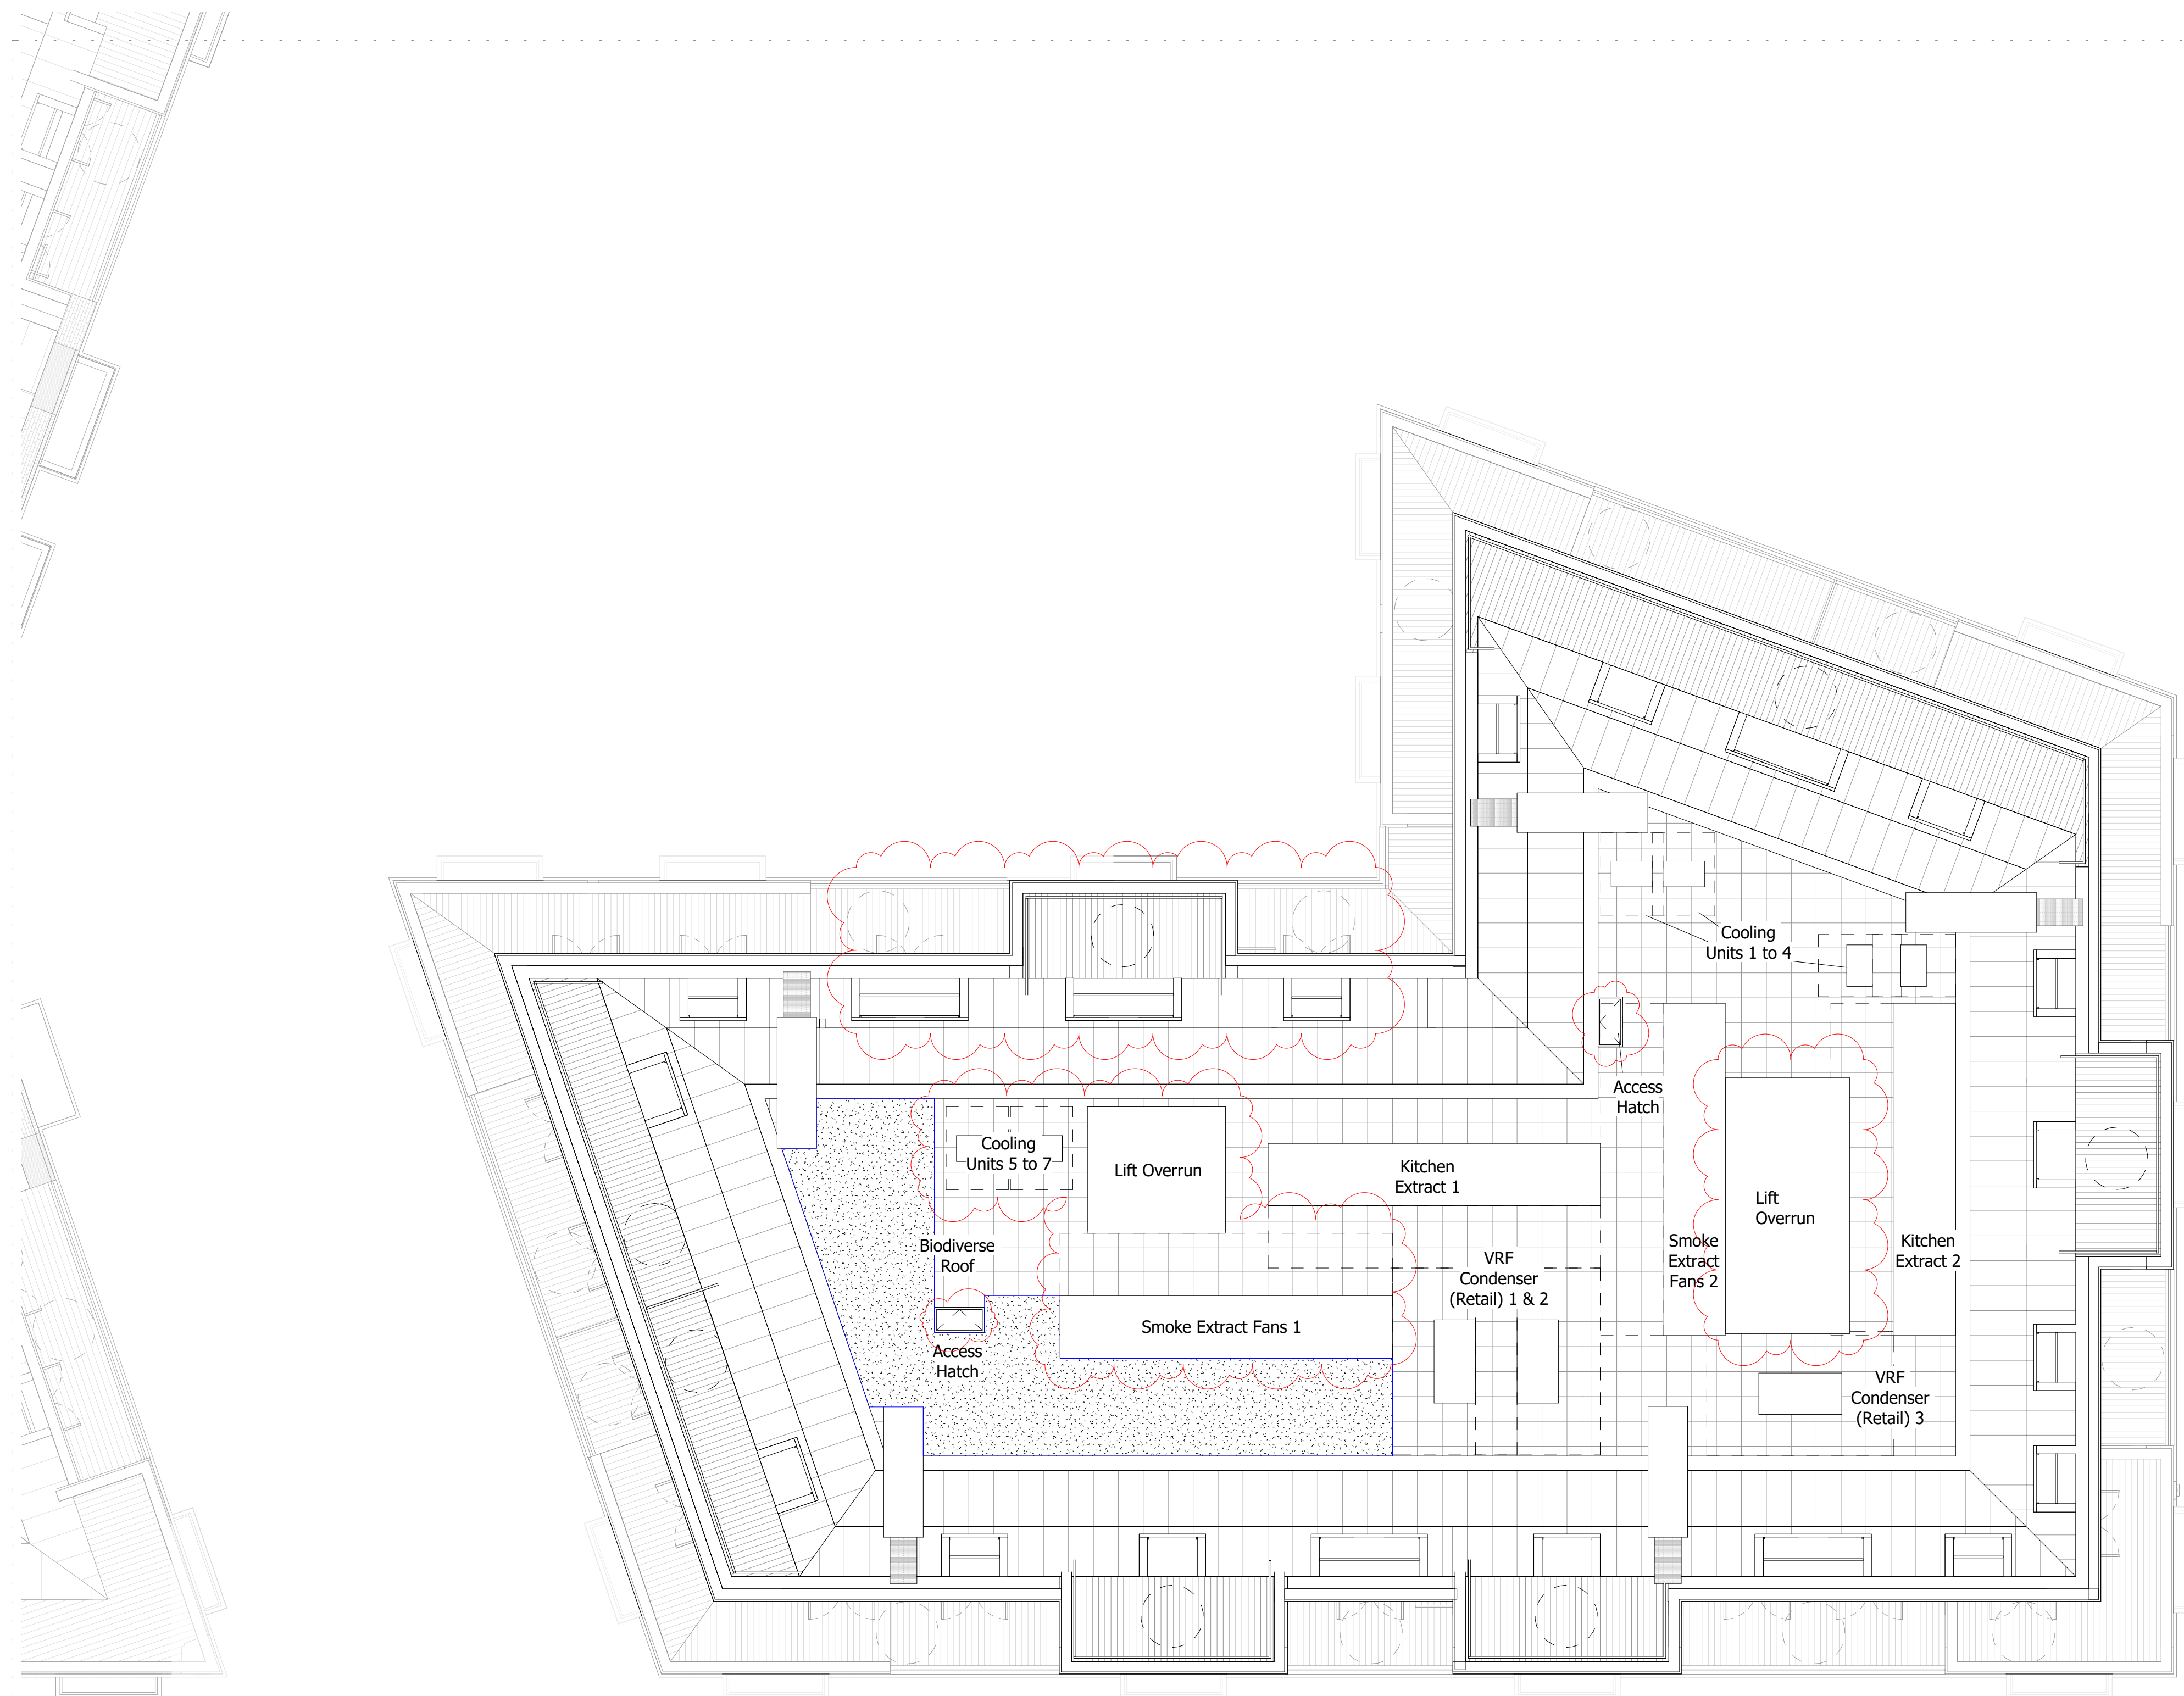 Cooling
Units 1 to 4
Access
Hatch
Cooling
Units 5 to 7
Lift Overrun
Kitchen
Extract 1
Lift
Overrun
Biodiverse
Roof
Smoke
Extract
Fans 2
Kitchen
Extract 2
VRF
Condenser
(Retail) 1 & 2
Smoke Extract Fans 1
Access
Hatch
VRF
Condenser
(Retail) 3